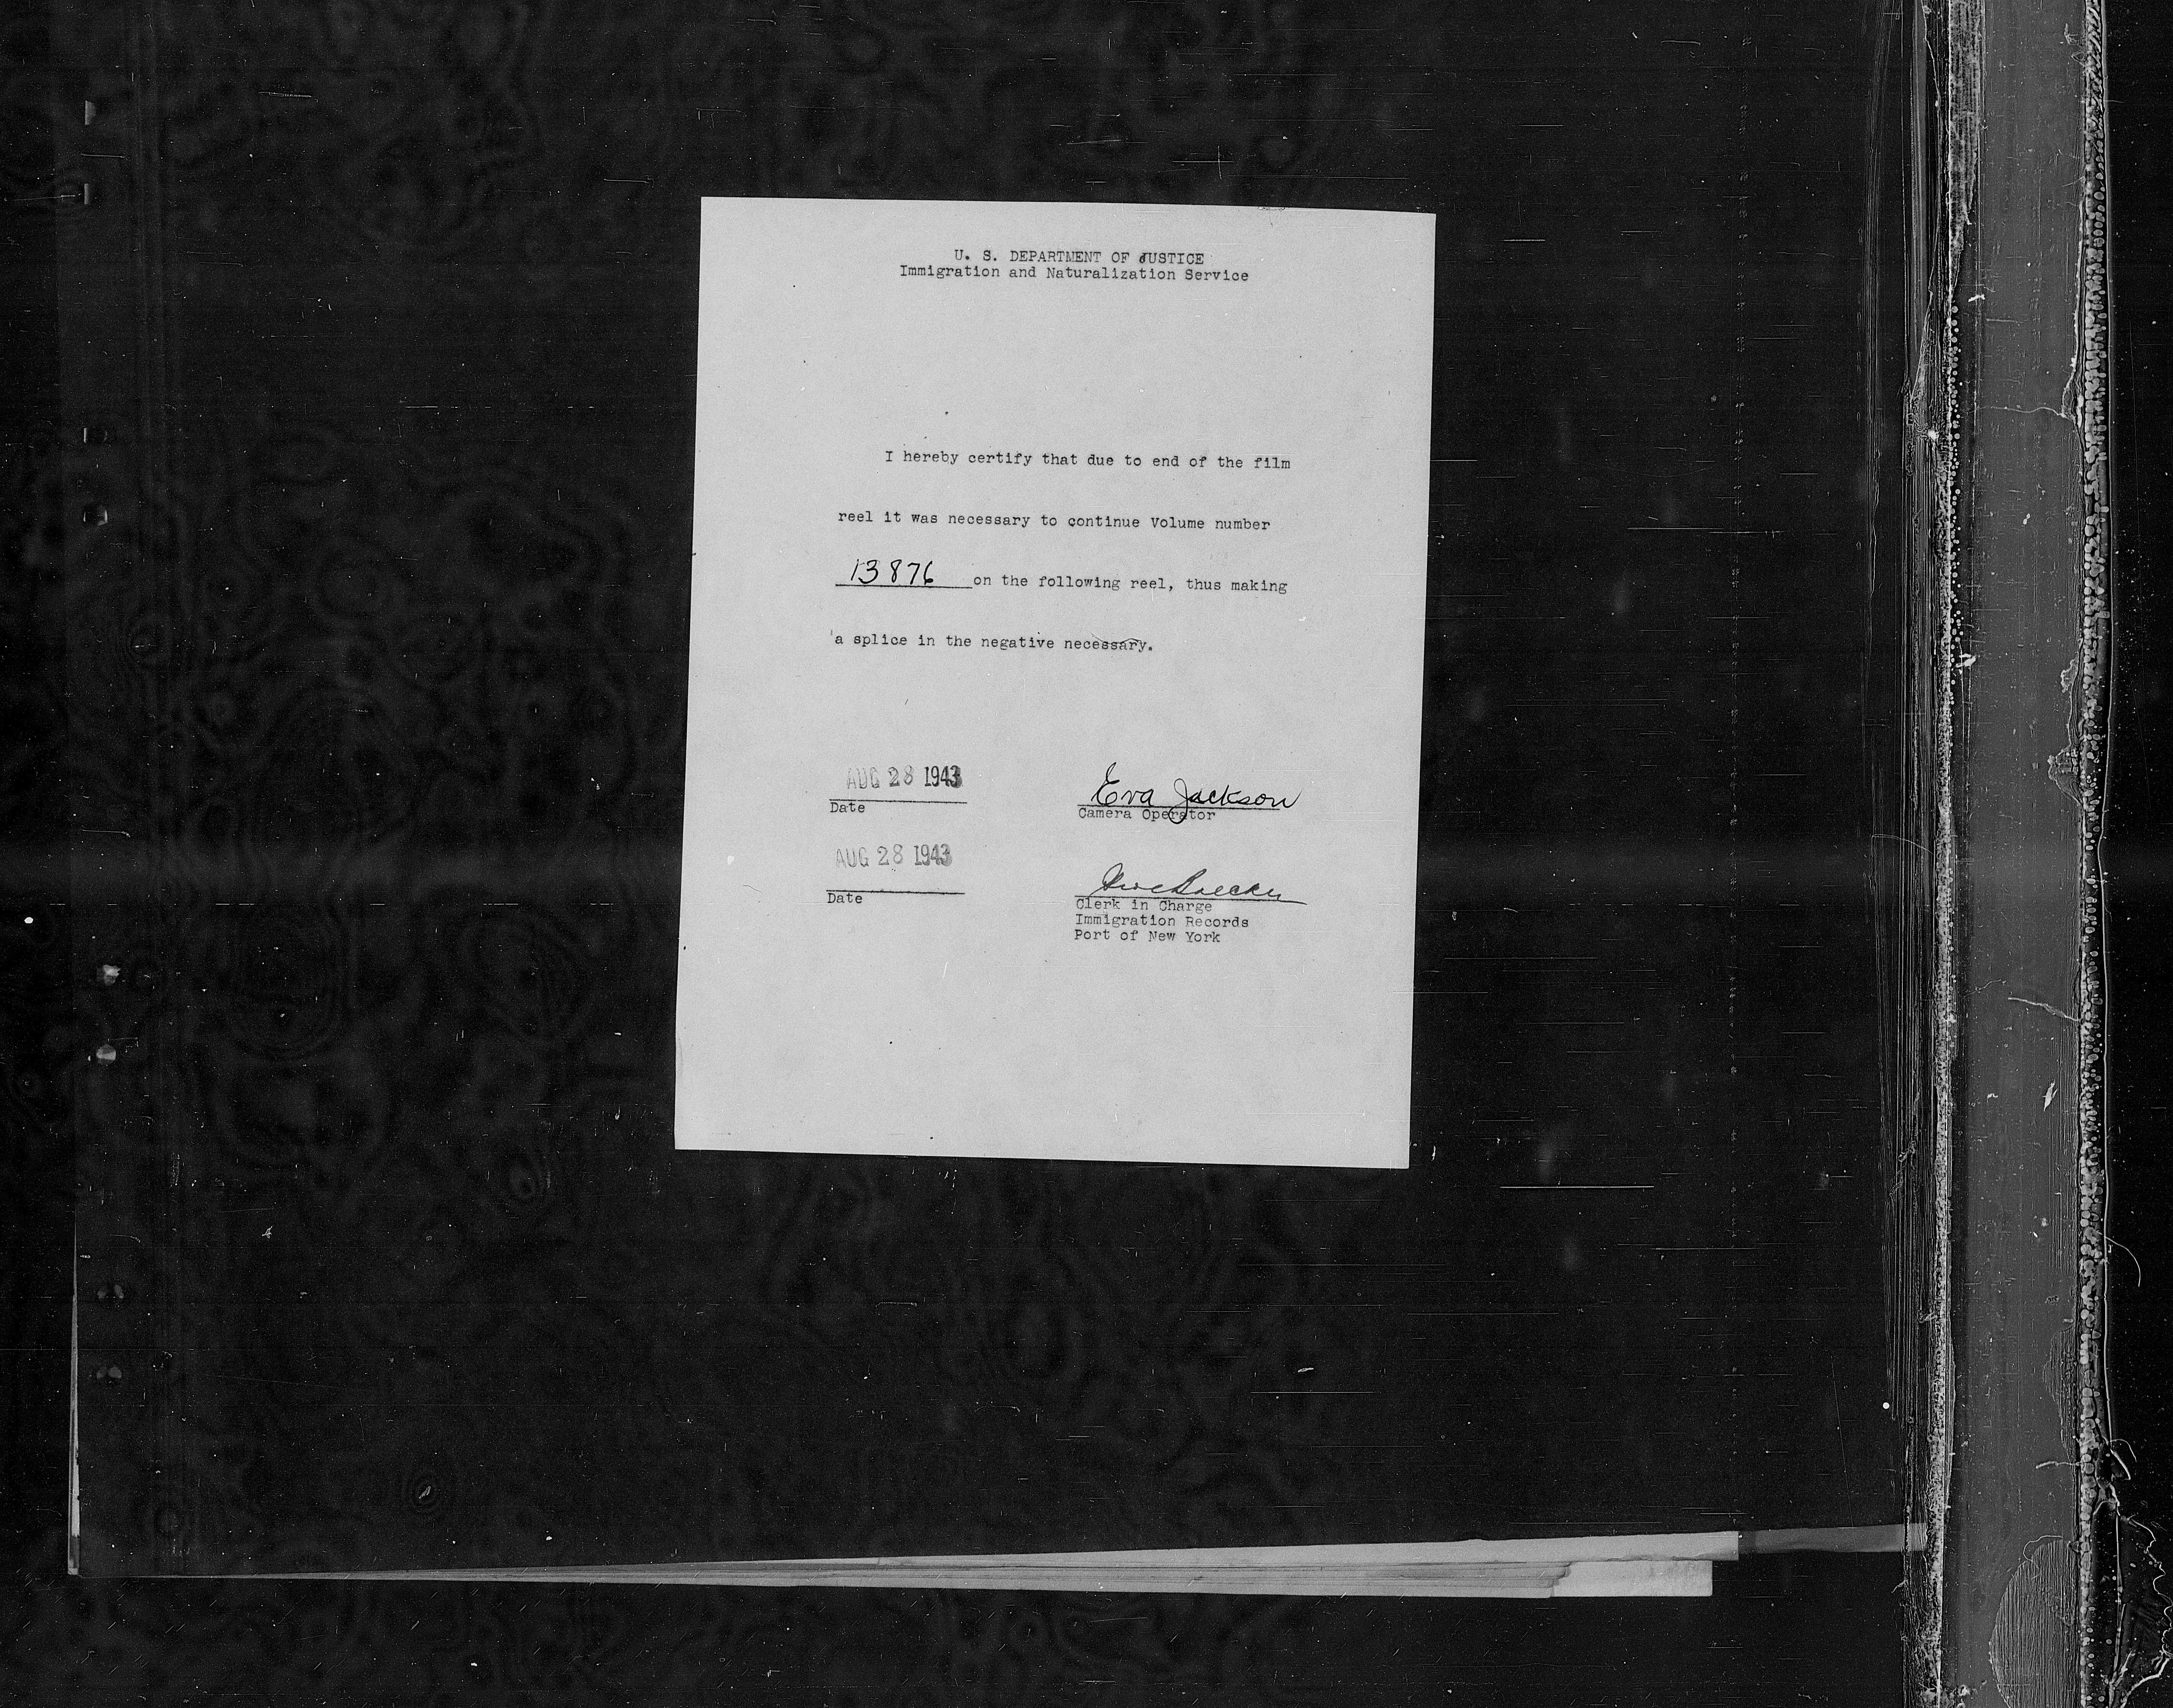 U. S. DEPARTMENT OF JUSTICE
Immigration and Naturalization Service
I hereby certify that due to end of the film
reel it was necessary to continue Volume number
13876 on the following reel, thus making
a splice in the negative necessary.
AUG 28 1943
Date
Eva Jackson
Camera Operator
AUG 28 1943
Date
Clerk in Charge
Immigration Records
Port of New York